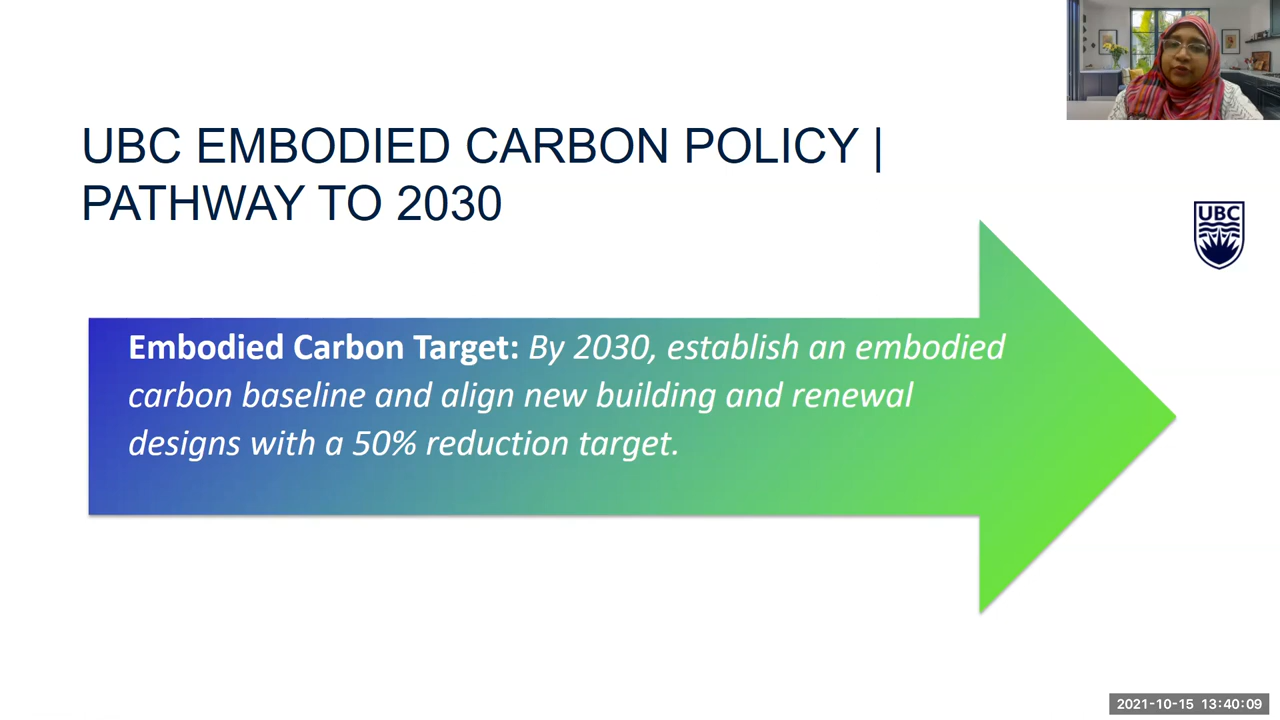 UBC EMBODIED CARBON POLICY |
PATHWAY TO 2030
UBC
Embodied Carbon Target: By 2030, establish an embodied
carbon baseline and align new building and renewal
designs with a 50% reduction target.
2021-10-15 13:40:09